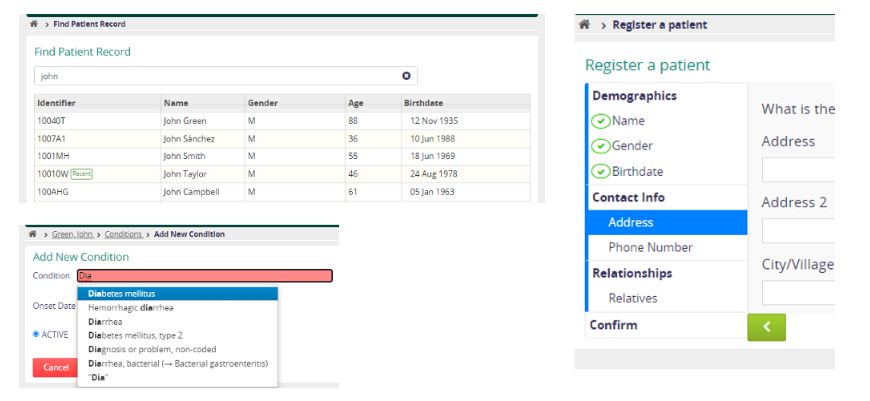 > Find Patient Record
Find Patient Record
john
Identifier Name Gender Age Birthdate
10040T John Green M 88 12 Nov 1935
1007A1 John Sánchez M 36 10 Jun 1988
1001MH John Smith M 55 18 Jun 1969
10010W Recent John Taylor M 46 24 Aug 1978
100AHG John Campbell M 61 05 Jan 1963
> Green, John > Conditions > Add New Condition
Add New Condition
Condition Dia
Diabetes mellitus
Hemorrhagic diarrhea
Onset Date
Diarrhea
Diabetes mellitus, type 2
ACTIVE
Diagnosis or problem, non-coded
Diarrhea, bacterial (→ Bacterial gastroenteritis)
Cancel
"Dia"
> Register a patient
Register a patient
Demographics
Name
Gender
Birthdate
Contact Info
Address
Phone Number
Relationships
Relatives
Confirm
What is the
Address
Address 2
City/Village